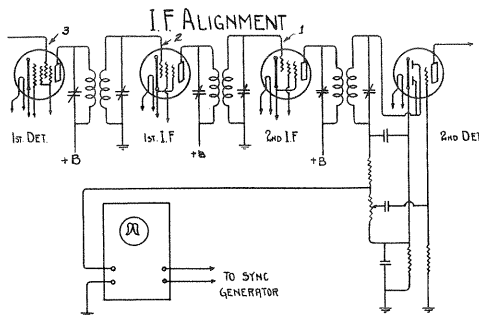 I.F ALIGNMENT
3
2
1
1ST. DET.
1ST. I.F
2ND I.F
2ND DET
+B
+B
+B
TO SYNC
GENERATOR